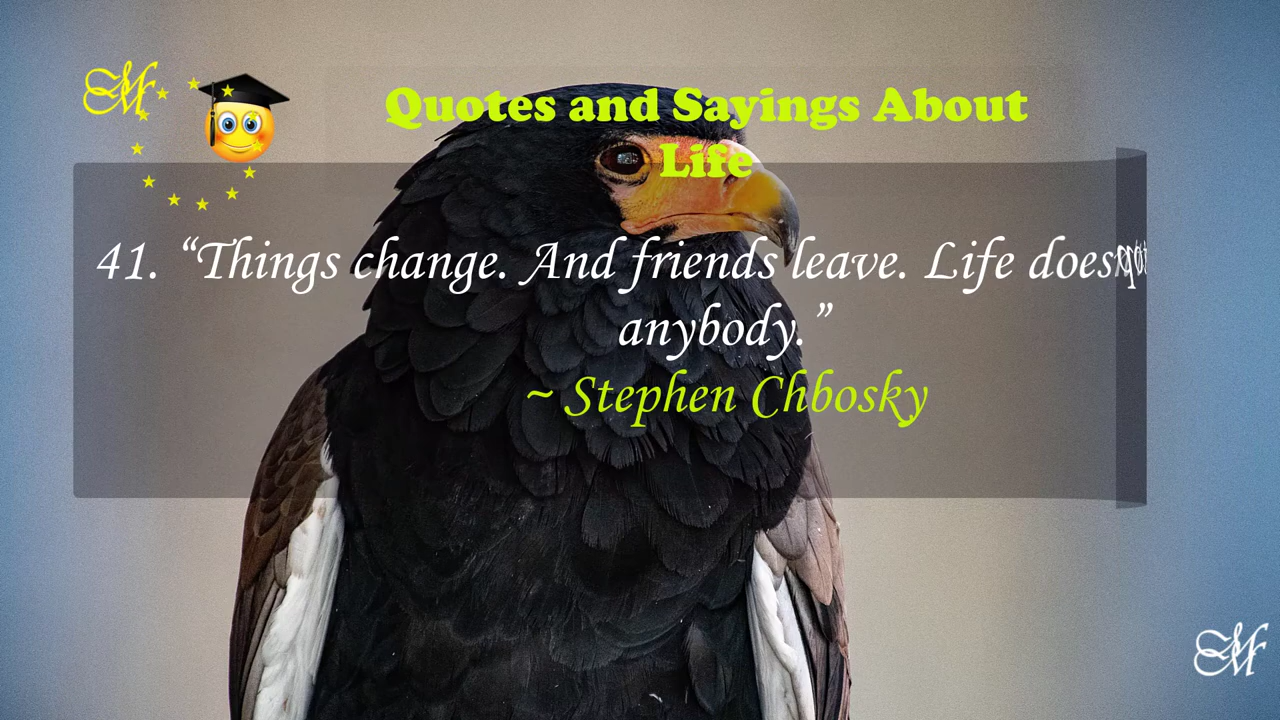 M
Quotes and Sayings About
Life
41. “Things change. And friends leave. Life does
anybody.”
~ Stephen Chbosky
M